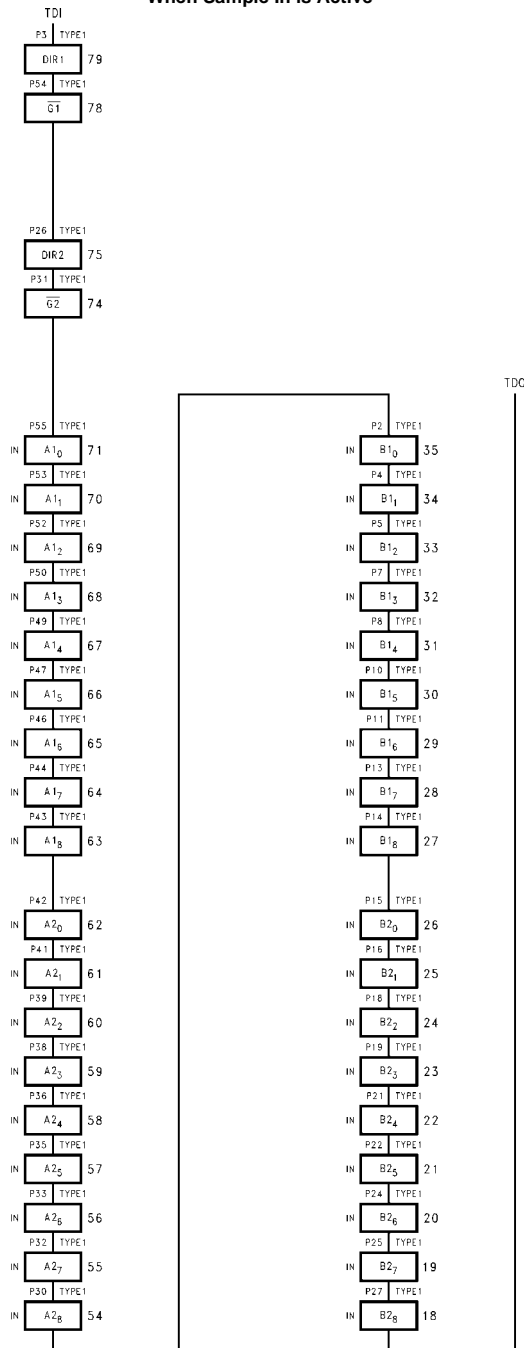 When Sample In is Active
TDI
P3 TYPE1
DIR1 79
P54 TYPE1
G1 78
P26 TYPE1
DIR2 75
P31 TYPE1
G2 74
TDO
P55 TYPE1
IN A1₀ 71
P53 TYPE1
IN A1₁ 70
P52 TYPE1
IN A1₂ 69
P50 TYPE1
IN A1₃ 68
P49 TYPE1
IN A1₄ 67
P47 TYPE1
IN A1₅ 66
P46 TYPE1
IN A1₆ 65
P44 TYPE1
IN A1₇ 64
P43 TYPE1
IN A1₈ 63
P42 TYPE1
IN A2₀ 62
P41 TYPE1
IN A2₁ 61
P39 TYPE1
IN A2₂ 60
P38 TYPE1
IN A2₃ 59
P36 TYPE1
IN A2₄ 58
P35 TYPE1
IN A2₅ 57
P33 TYPE1
IN A2₆ 56
P32 TYPE1
IN A2₇ 55
P30 TYPE1
IN A2₈ 54
P2 TYPE1
IN B1₀ 35
P4 TYPE1
IN B1₁ 34
P5 TYPE1
IN B1₂ 33
P7 TYPE1
IN B1₃ 32
P8 TYPE1
IN B1₄ 31
P10 TYPE1
IN B1₅ 30
P11 TYPE1
IN B1₆ 29
P13 TYPE1
IN B1₇ 28
P14 TYPE1
IN B1₈ 27
P15 TYPE1
IN B2₀ 26
P16 TYPE1
IN B2₁ 25
P18 TYPE1
IN B2₂ 24
P19 TYPE1
IN B2₃ 23
P21 TYPE1
IN B2₄ 22
P22 TYPE1
IN B2₅ 21
P24 TYPE1
IN B2₆ 20
P25 TYPE1
IN B2₇ 19
P27 TYPE1
IN B2₈ 18